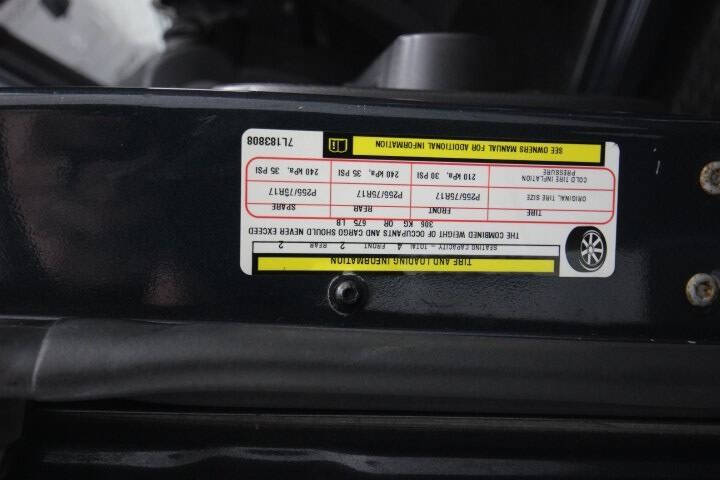 TIRE AND LOADING INFORMATION
SEATING CAPACITY - TOTAL 4 FRONT 2 REAR 2
THE COMBINED WEIGHT OF OCCUPANTS AND CARGO SHOULD NEVER EXCEED
386 KG OR 675 LB
TIRE FRONT REAR SPARE
ORIGINAL TIRE SIZE P255/75R17 P255/75R17 P255/75R17
COLD TIRE INFLATION PRESSURE 210 kPa, 30 PSI 240 kPa, 35 PSI 240 kPa, 35 PSI
SEE OWNERS MANUAL FOR ADDITIONAL INFORMATION
7L183808